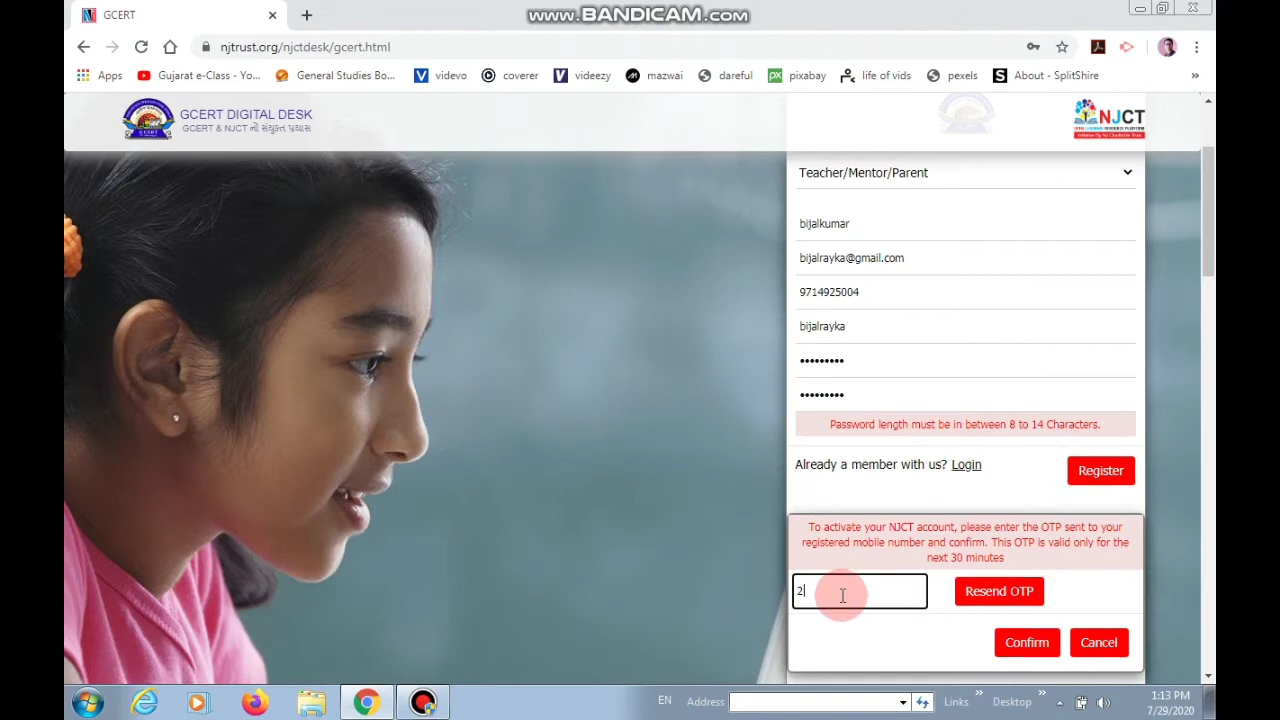 GCERT
www.BANDICAM.com
njtrust.org/njctdesk/gcert.html
Apps
Gujarat e-Class - Yo...
General Studies Bo...
videvo
coverer
videezy
mazwai
dareful
pixabay
life of vids
pexels
About - SplitShire
GCERT DIGITAL DESK
GCERT & NJCT નો સંયુક્ત પ્રયાસ
NJCT
Teacher/Mentor/Parent
bijalkumar
bijalrayka@gmail.com
9714925004
bijalrayka
Password length must be in between 8 to 14 Characters.
Already a member with us? Login
Register
To activate your NJCT account, please enter the OTP sent to your
registered mobile number and confirm. This OTP is valid only for the
next 30 minutes
2
Resend OTP
Confirm
Cancel
EN
Address
Links
Desktop
1:13 PM
7/29/2020